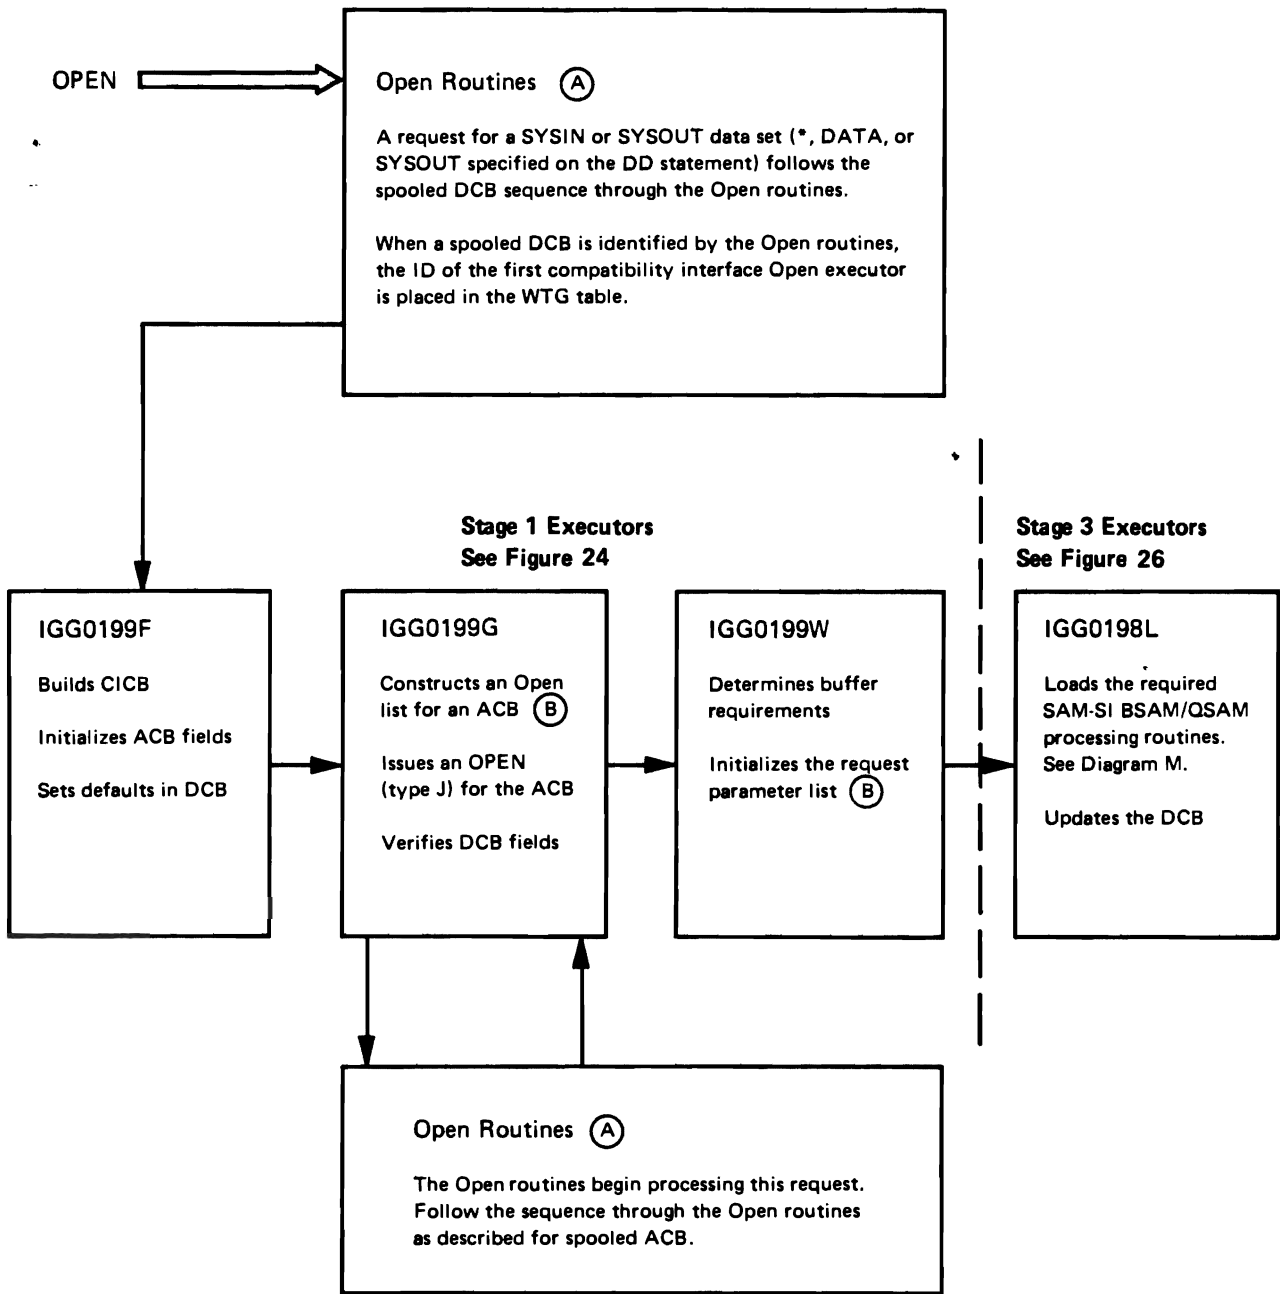 OPEN
Open Routines A
A request for a SYSIN or SYSOUT data set (*, DATA, or
SYSOUT specified on the DD statement) follows the
spooled DCB sequence through the Open routines.
When a spooled DCB is identified by the Open routines,
the ID of the first compatibility interface Open executor
is placed in the WTG table.
Stage 1 Executors
See Figure 24
Stage 3 Executors
See Figure 26
IGG0199F
Builds CICB
Initializes ACB fields
Sets defaults in DCB
IGG0199G
Constructs an Open
list for an ACB B
Issues an OPEN
(type J) for the ACB
Verifies DCB fields
IGG0199W
Determines buffer
requirements
Initializes the request
parameter list B
IGG0198L
Loads the required
SAM-SI BSAM/QSAM
processing routines.
See Diagram M.
Updates the DCB
Open Routines A
The Open routines begin processing this request.
Follow the sequence through the Open routines
as described for spooled ACB.